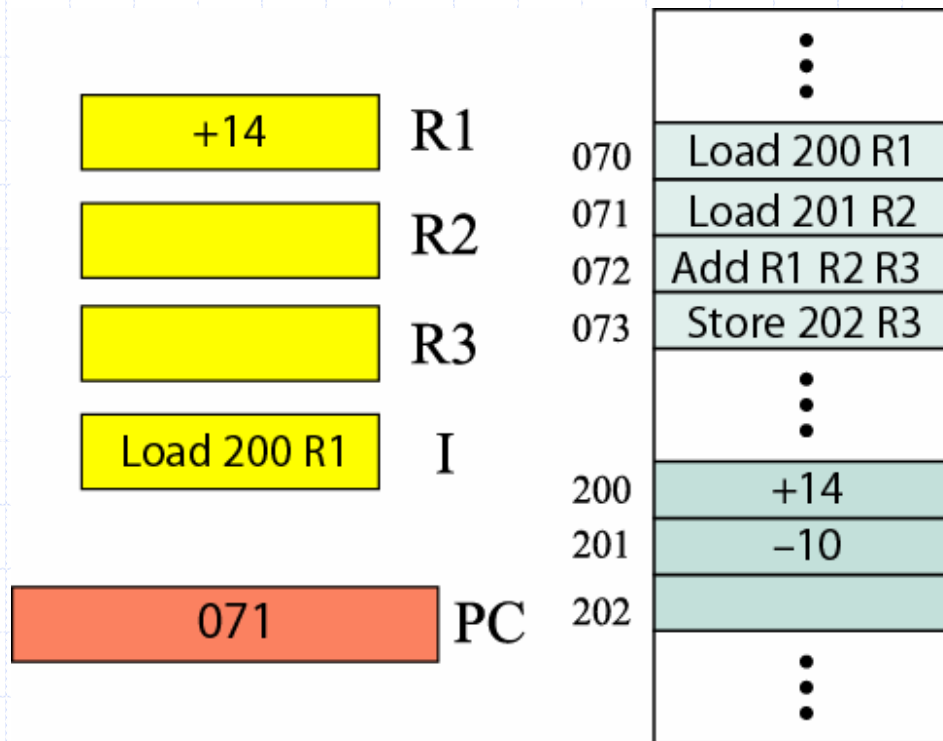 +14 R1
R2
R3
Load 200 R1 I
071 PC
070 Load 200 R1
071 Load 201 R2
072 Add R1 R2 R3
073 Store 202 R3
200 +14
201 –10
202